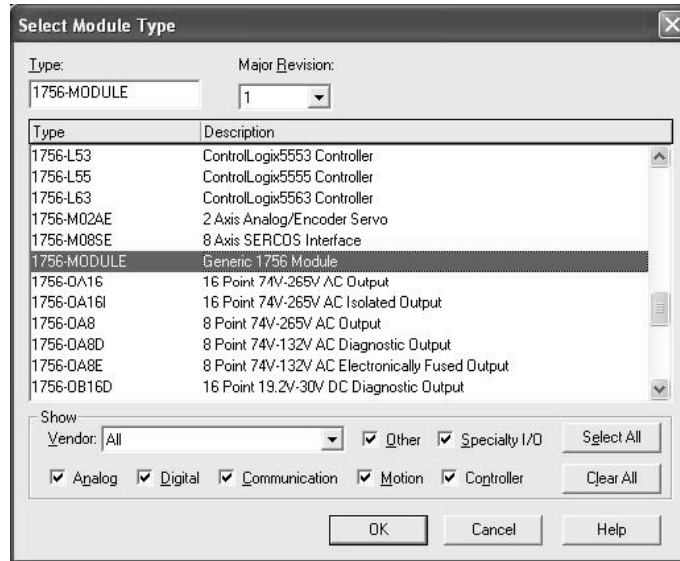 Select Module Type
Type:
Major Revision:
1756-MODULE
1
Type Description
1756-L53 ControlLogix5553 Controller
1756-L55 ControlLogix5555 Controller
1756-L63 ControlLogix5563 Controller
1756-M02AE 2 Axis Analog/Encoder Servo
1756-M08SE 8 Axis SERCOS Interface
1756-MODULE Generic 1756 Module
1756-OA16 16 Point 74V-265V AC Output
1756-OA16I 16 Point 74V-265V AC Isolated Output
1756-OA8 8 Point 74V-265V AC Output
1756-OA8D 8 Point 74V-132V AC Diagnostic Output
1756-OA8E 8 Point 74V-132V AC Electronically Fused Output
1756-OB16D 16 Point 19.2V-30V DC Diagnostic Output
Show
Vendor: All Other Specialty I/O Select All
Analog Digital Communication Motion Controller Clear All
OK Cancel Help